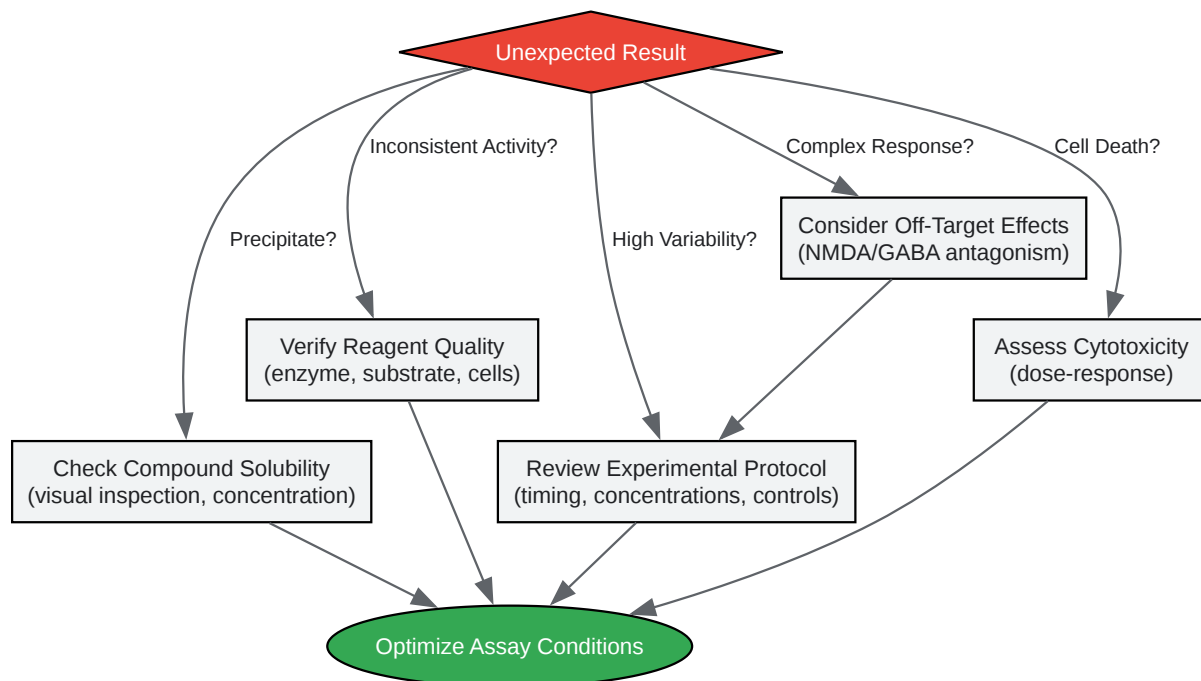 Unexpected Result
Inconsistent Activity?
Complex Response?
Cell Death?
Precipitate?
High Variability?
Consider Off-Target Effects
(NMDA/GABA antagonism)
Verify Reagent Quality
(enzyme, substrate, cells)
Assess Cytotoxicity
(dose-response)
Check Compound Solubility
(visual inspection, concentration)
Review Experimental Protocol
(timing, concentrations, controls)
Optimize Assay Conditions